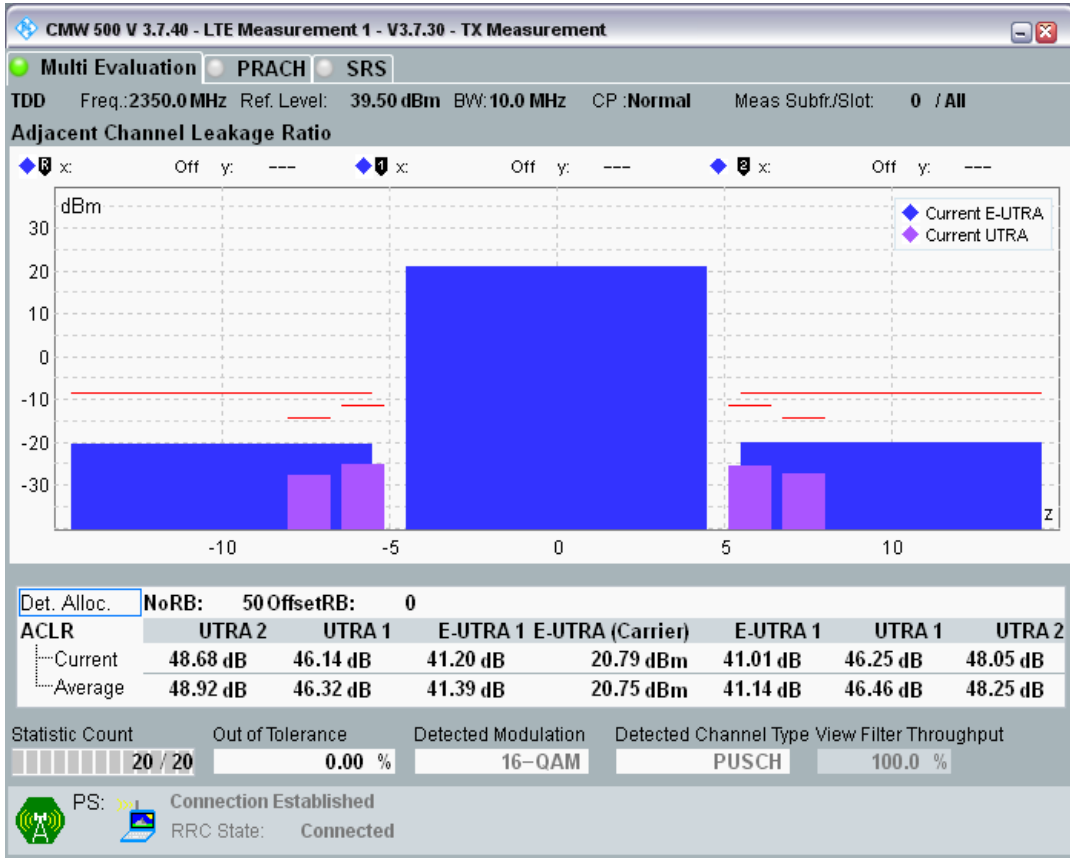 CMW 500 V 3.7.40 - LTE Measurement 1 - V3.7.30 - TX Measurement
Multi Evaluation PRACH SRS
TDD Freq.:2350.0 MHz Ref. Level: 39.50 dBm BW: 10.0 MHz CP :Normal Meas Subfr./Slot: 0 / All
Adjacent Channel Leakage Ratio
R x: Off y: --- 1 x: Off y: --- 2 x: Off y: ---
dBm
Current E-UTRA
Current UTRA
30
20
10
0
-10
-20
-30
z
-10 -5 0 5 10
Det. Alloc. NoRB: 50 OffsetRB: 0
ACLR UTRA 2 UTRA 1 E-UTRA 1 E-UTRA (Carrier) E-UTRA 1 UTRA 1 UTRA 2
Current 48.68 dB 46.14 dB 41.20 dB 20.79 dBm 41.01 dB 46.25 dB 48.05 dB
Average 48.92 dB 46.32 dB 41.39 dB 20.75 dBm 41.14 dB 46.46 dB 48.25 dB
Statistic Count Out of Tolerance Detected Modulation Detected Channel Type View Filter Throughput
20 / 20 0.00 % 16-QAM PUSCH 100.0 %
PS: Connection Established
RRC State: Connected